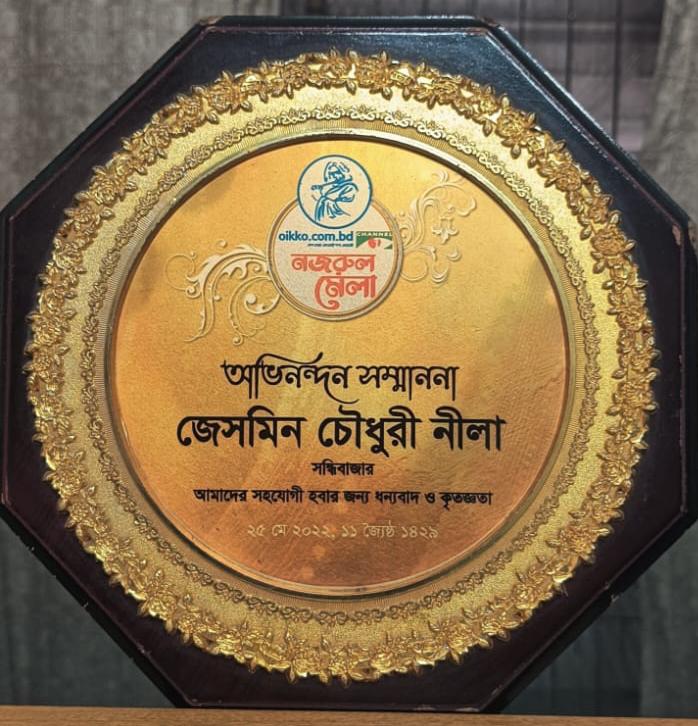 oikko.com.bd CHANNEL
নজরুল
মেলা
অভিনন্দন সম্মাননা
জেসমিন চৌধুরী নীলা
সন্ধিবাজার
আমাদের সহযোগী হবার জন্য ধন্যবাদ ও কৃতজ্ঞতা
২৫ মে ২০২২, ১১ জ্যৈষ্ঠ ১৪২৯